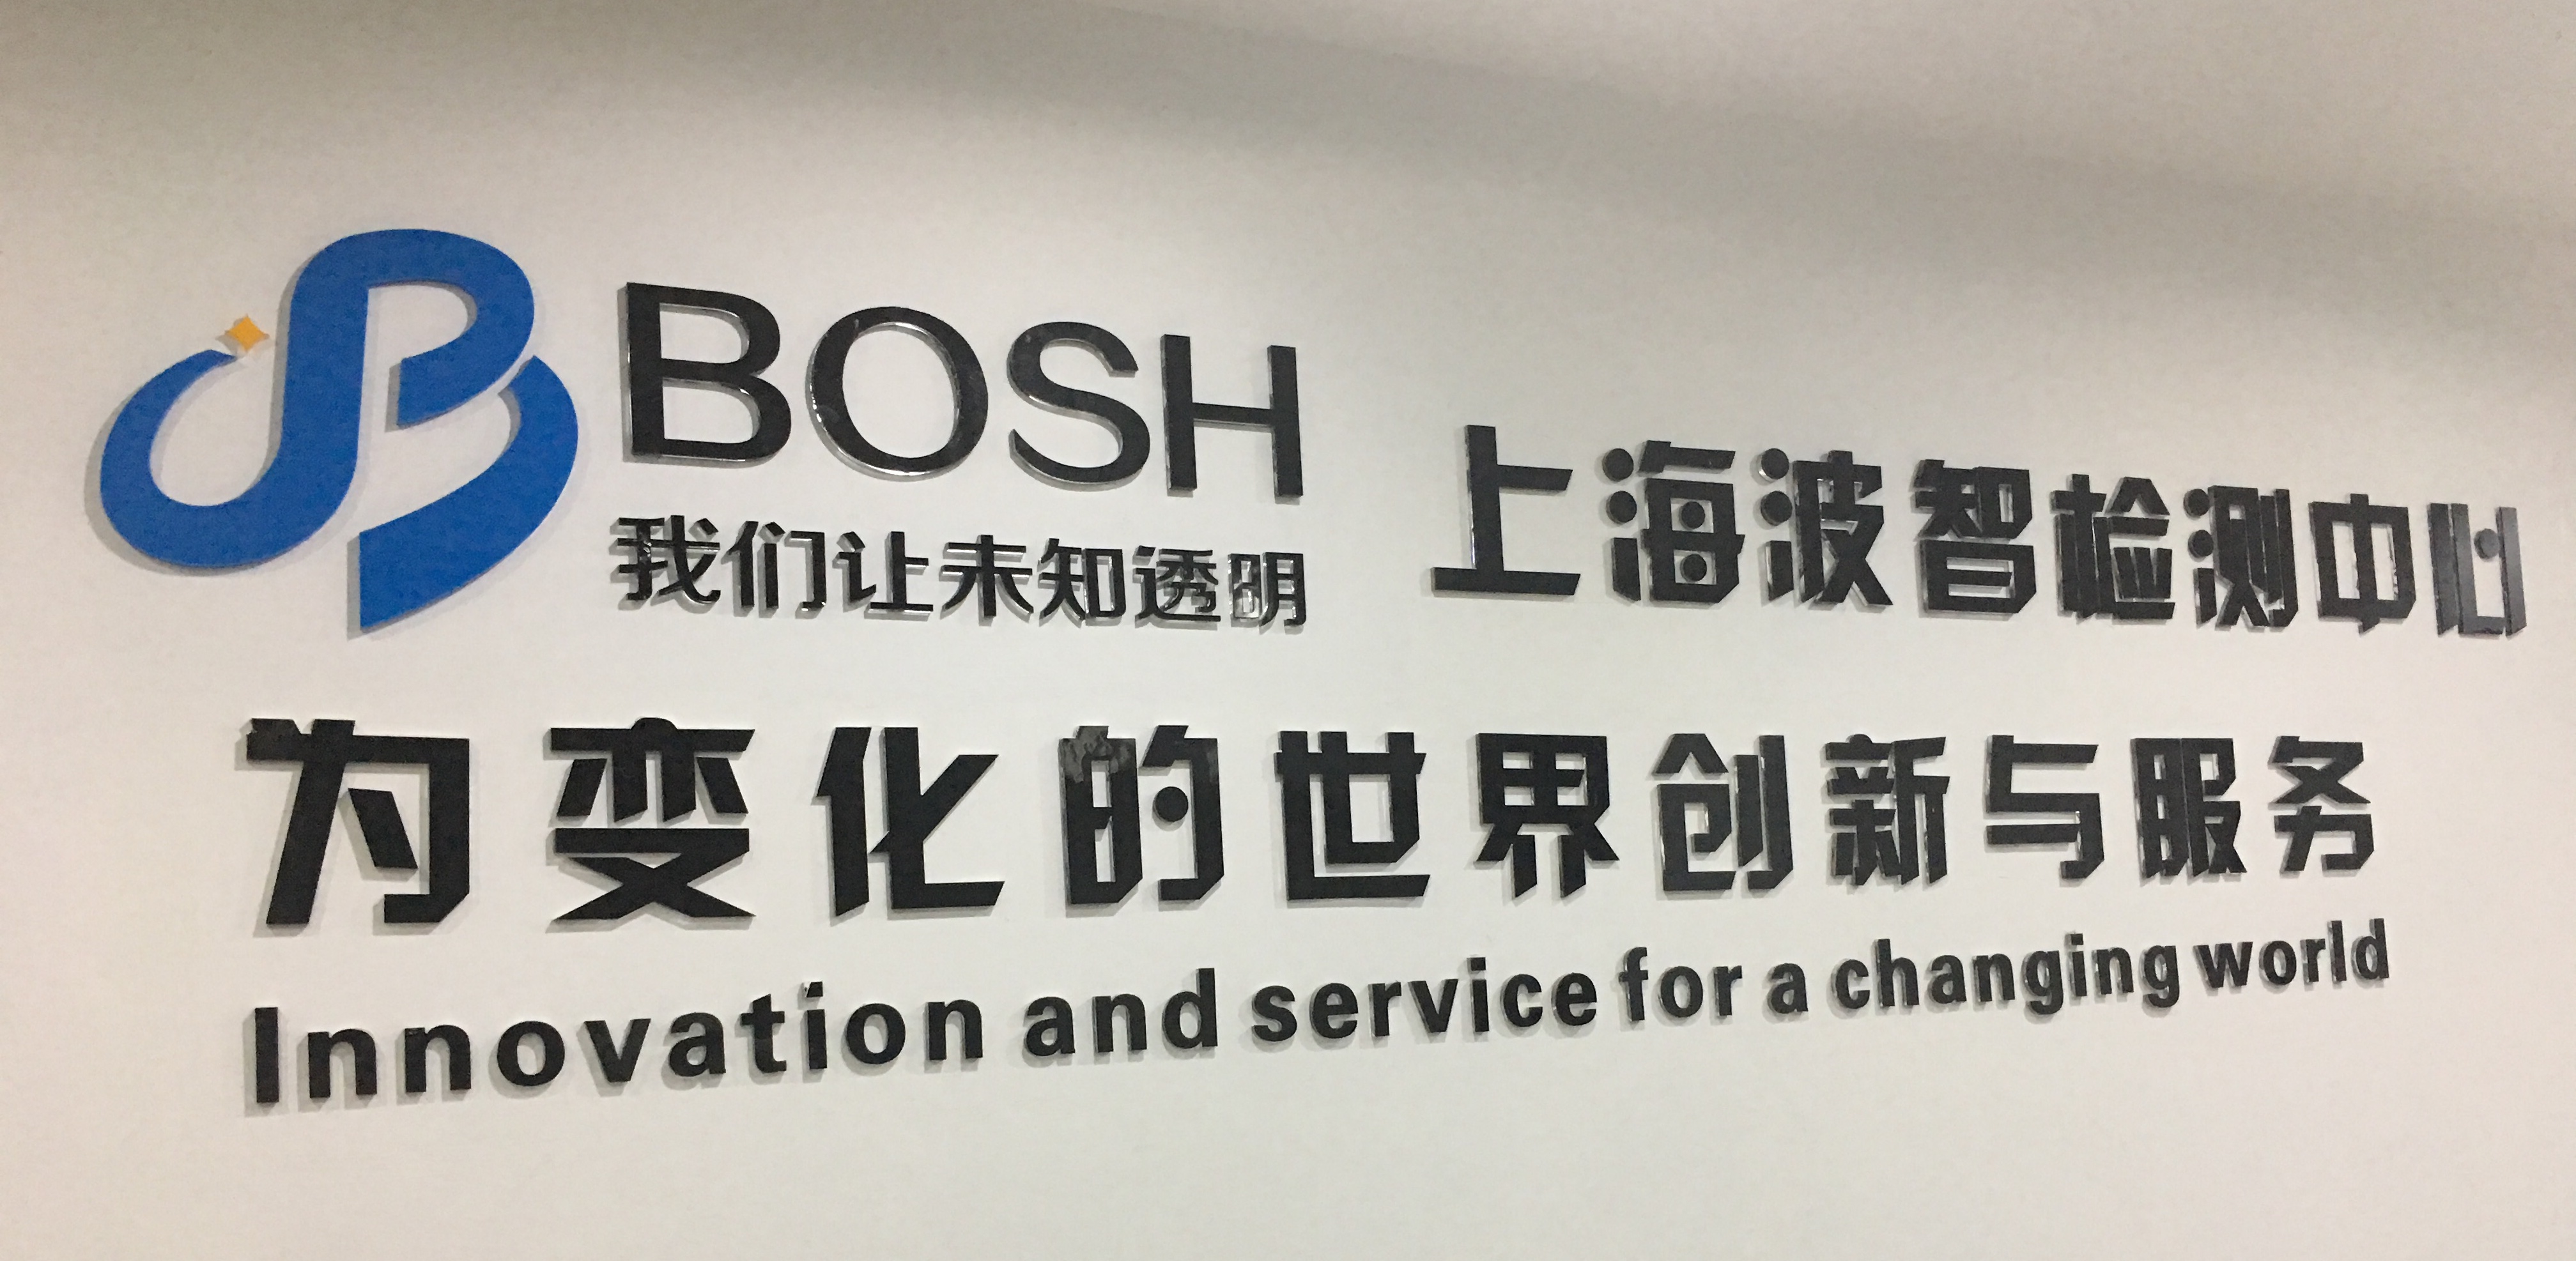 BOSH
我们让未知透明
上海波智检测中心
为变化的世界创新与服务
Innovation and service for a changing world